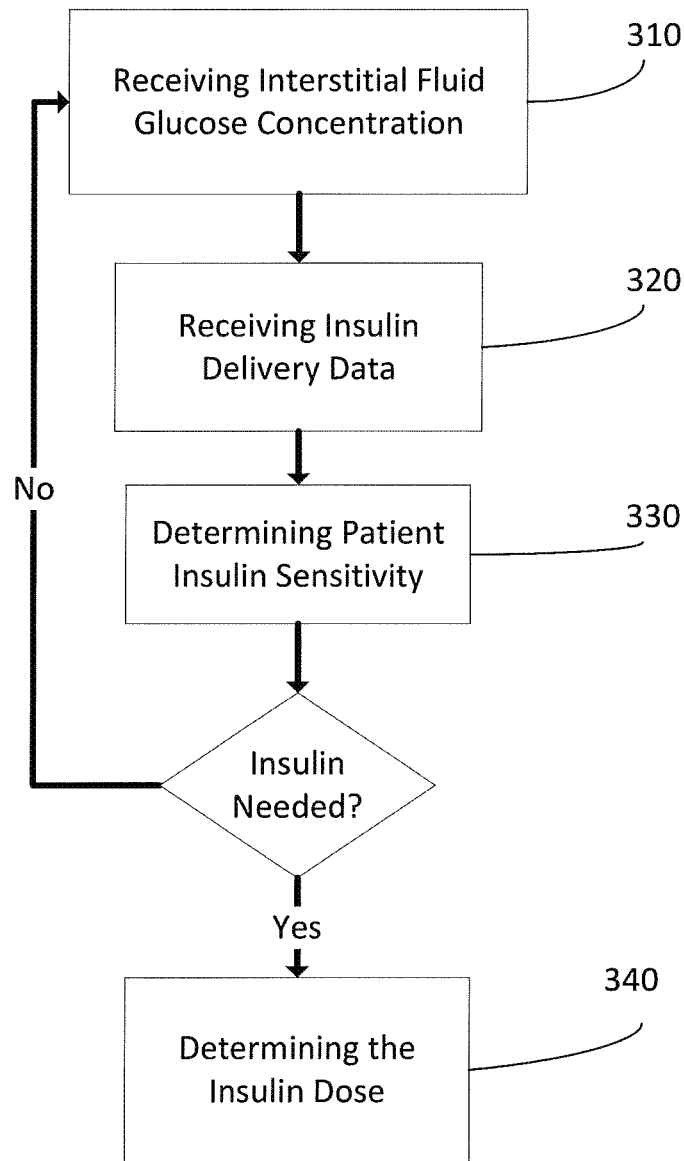 310
Receiving Interstitial Fluid
Glucose Concentration
320
Receiving Insulin
Delivery Data
No
330
Determining Patient
Insulin Sensitivity
Insulin
Needed?
Yes
340
Determining the
Insulin Dose